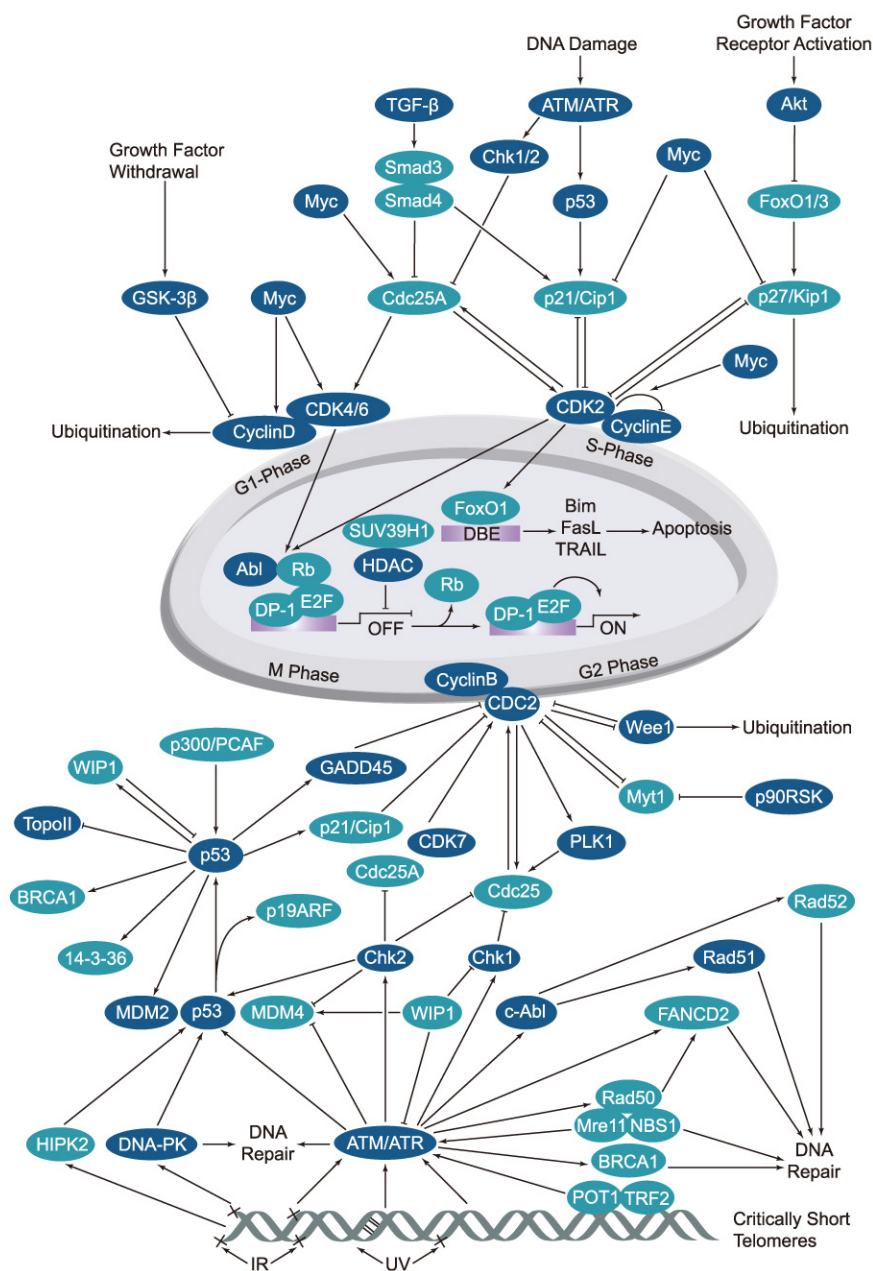 DNA Damage
Growth Factor
Receptor Activation
TGF-β
ATM/ATR
Akt
Growth Factor
Withdrawal
Smad3
Chk1/2
Myc
Smad4
Myc
p53
FoxO1/3
GSK-3β
Myc
Cdc25A
p21/Cip1
p27/Kip1
Myc
CDK4/6
CDK2
Ubiquitination
CyclinD
CyclinE
Ubiquitination
G1-Phase
S-Phase
FoxO1
DBE
Bim
FasL
TRAIL
Apoptosis
SUV39H1
HDAC
Abl
Rb
Rb
DP-1
E2F
OFF
DP-1
E2F
ON
M Phase
G2 Phase
CyclinB
CDC2
Wee1
Ubiquitination
p300/PCAF
WIP1
GADD45
Myt1
p90RSK
TopoII
p21/Cip1
CDK7
PLK1
p53
Cdc25A
Cdc25
BRCA1
p19ARF
Rad52
14-3-36
Chk2
Chk1
Rad51
MDM2
p53
MDM4
WIP1
c-Abl
FANCD2
Rad50
Mre11
NBS1
HIPK2
DNA-PK
DNA
Repair
ATM/ATR
BRCA1
DNA
Repair
POT1
TRF2
Critically Short
Telomeres
IR
UV